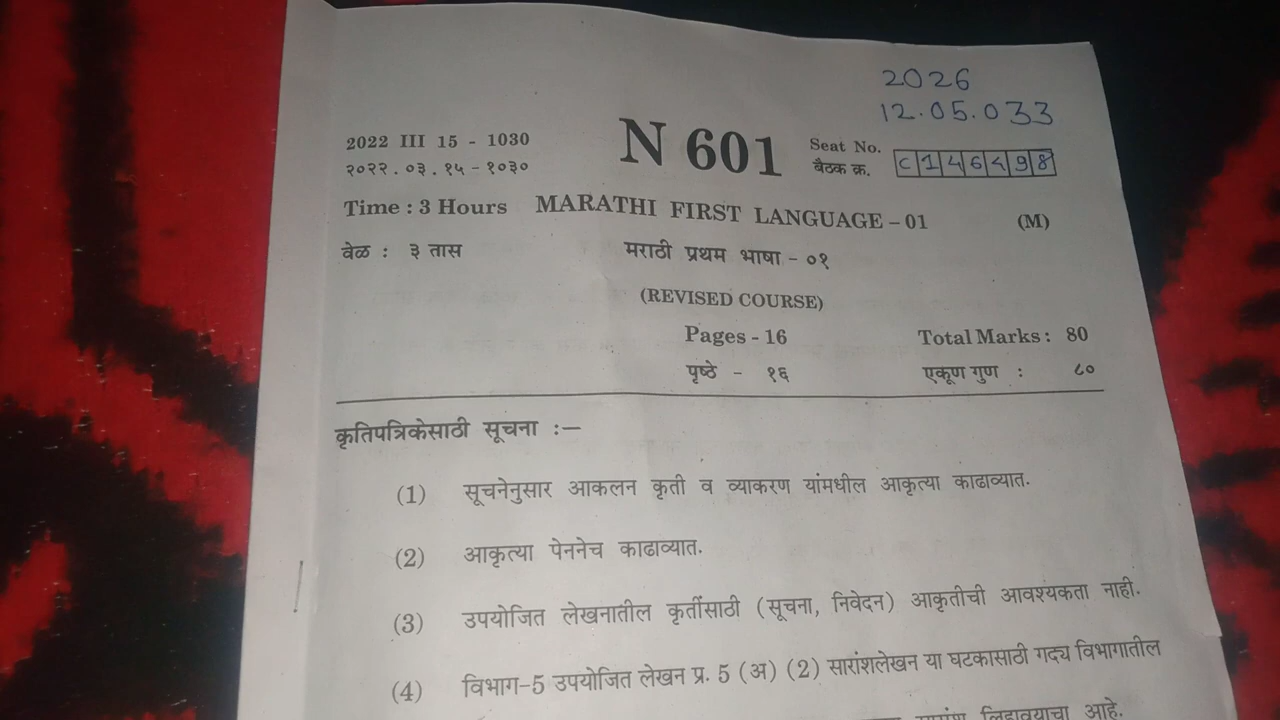 2026
12.05.033
2022 III 15 - 1030
N 601
Seat No.
२०२२.०३.१५-१०३०
बैठक क्र.
C146498
Time : 3 Hours MARATHI FIRST LANGUAGE - 01 (M)
वेळ : ३ तास मराठी प्रथम भाषा - ०१
(REVISED COURSE)
Pages - 16 Total Marks : 80
पृष्ठे - १६ एकूण गुण : ८०
कृतिपत्रिकेसाठी सूचना :—
(1) सूचनेनुसार आकलन कृती व व्याकरण यांमधील आकृत्या काढाव्यात.
(2) आकृत्या पेननेच काढाव्यात.
(3) उपयोजित लेखनातील कृतींसाठी (सूचना, निवेदन) आकृतीची आवश्यकता नाही.
(4) विभाग-5 उपयोजित लेखन प्र. 5 (अ) (2) सारांशलेखन या घटकासाठी गद्य विभागातील
लिहावयाचा आहे.